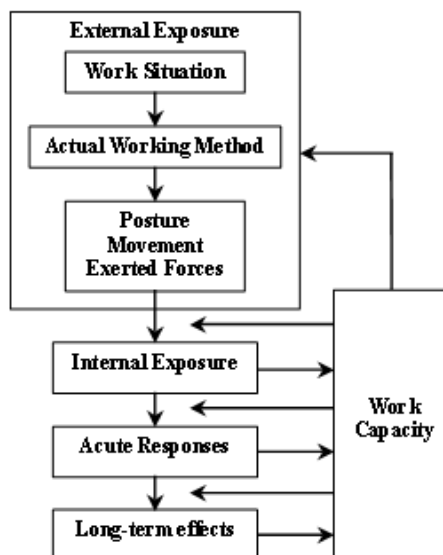 External Exposure
Work Situation
Actual Working Method
Posture
Movement
Exerted Forces
Internal Exposure
Acute Responses
Long-term effects
Work
Capacity